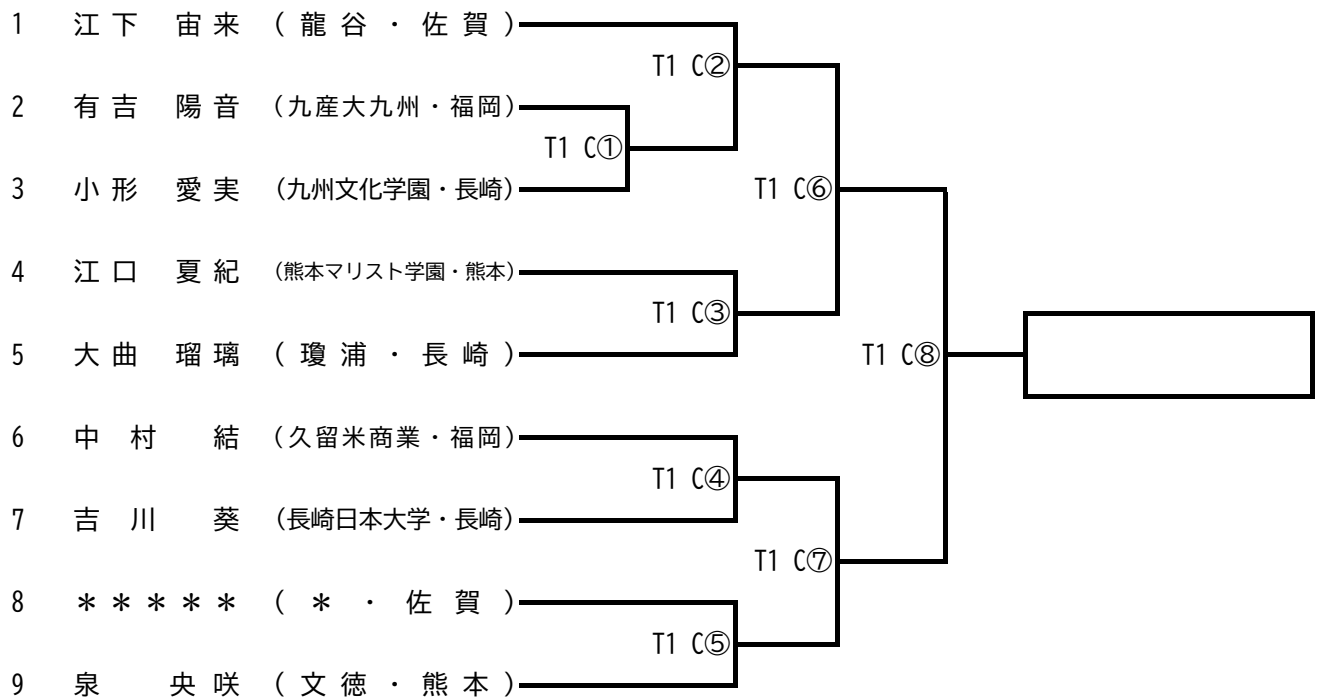 1 江下 宙来 (龍谷・佐賀)
T1 C②
2 有吉 陽音 (九産大九州・福岡)
T1 C①
3 小形 愛実 (九州文化学園・長崎)
T1 C⑥
4 江口 夏紀 (熊本マリスト学園・熊本)
T1 C③
5 大曲 瑠璃 (瓊浦・長崎)
T1 C⑧
6 中村 結 (久留米商業・福岡)
T1 C④
7 吉川 葵 (長崎日本大学・長崎)
T1 C⑦
8 ＊＊＊＊＊ (＊・佐賀)
T1 C⑤
9 泉 央咲 (文徳・熊本)